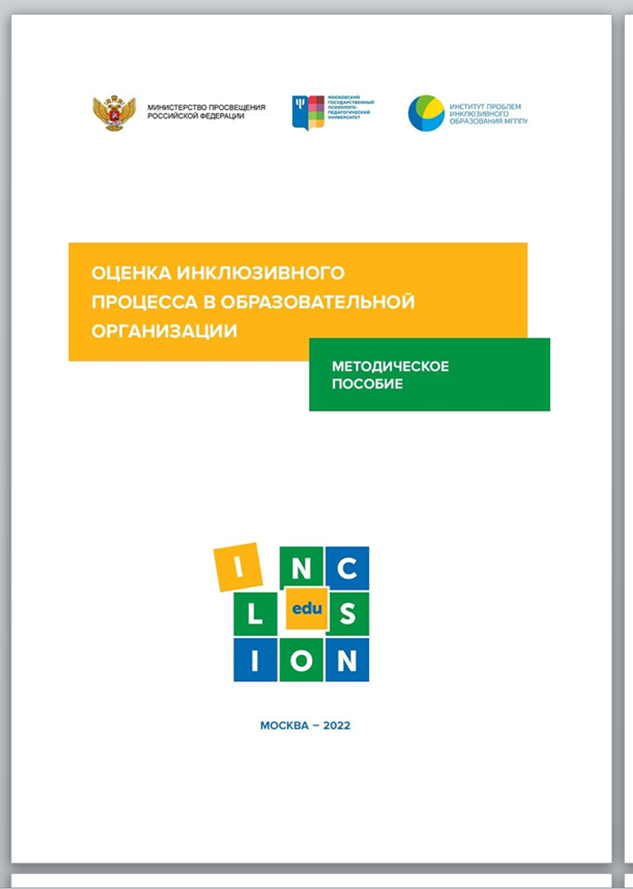 МИНИСТЕРСТВО ПРОСВЕЩЕНИЯ
РОССИЙСКОЙ ФЕДЕРАЦИИ
МОСКОВСКИЙ
ГОСУДАРСТВЕННЫЙ
ПСИХОЛОГО-
ПЕДАГОГИЧЕСКИЙ
УНИВЕРСИТЕТ
ИНСТИТУТ ПРОБЛЕМ
ИНКЛЮЗИВНОГО
ОБРАЗОВАНИЯ МГППУ
ОЦЕНКА ИНКЛЮЗИВНОГО
ПРОЦЕССА В ОБРАЗОВАТЕЛЬНОЙ
ОРГАНИЗАЦИИ
МЕТОДИЧЕСКОЕ
ПОСОБИЕ
I N C
L edu S
I O N
МОСКВА – 2022